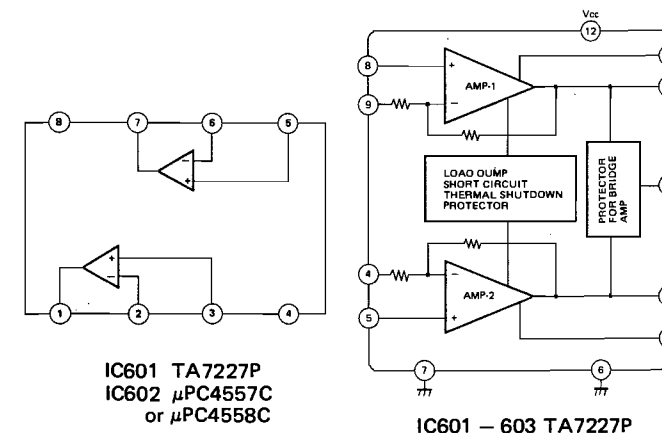 8 7 6 5
− +
+ −
1 2 3 4
IC601 TA7227P
IC602 μPC4557C
or μPC4558C
Vcc
12
8 +
AMP-1
9 −
LOAO OUMP
SHORT CIRCUIT
THERMAL SHUTDOWN
PROTECTOR
PROTECTOR
FOR BRIDGE
AMP
4 −
AMP-2
5 +
7 6
IC601 – 603 TA7227P